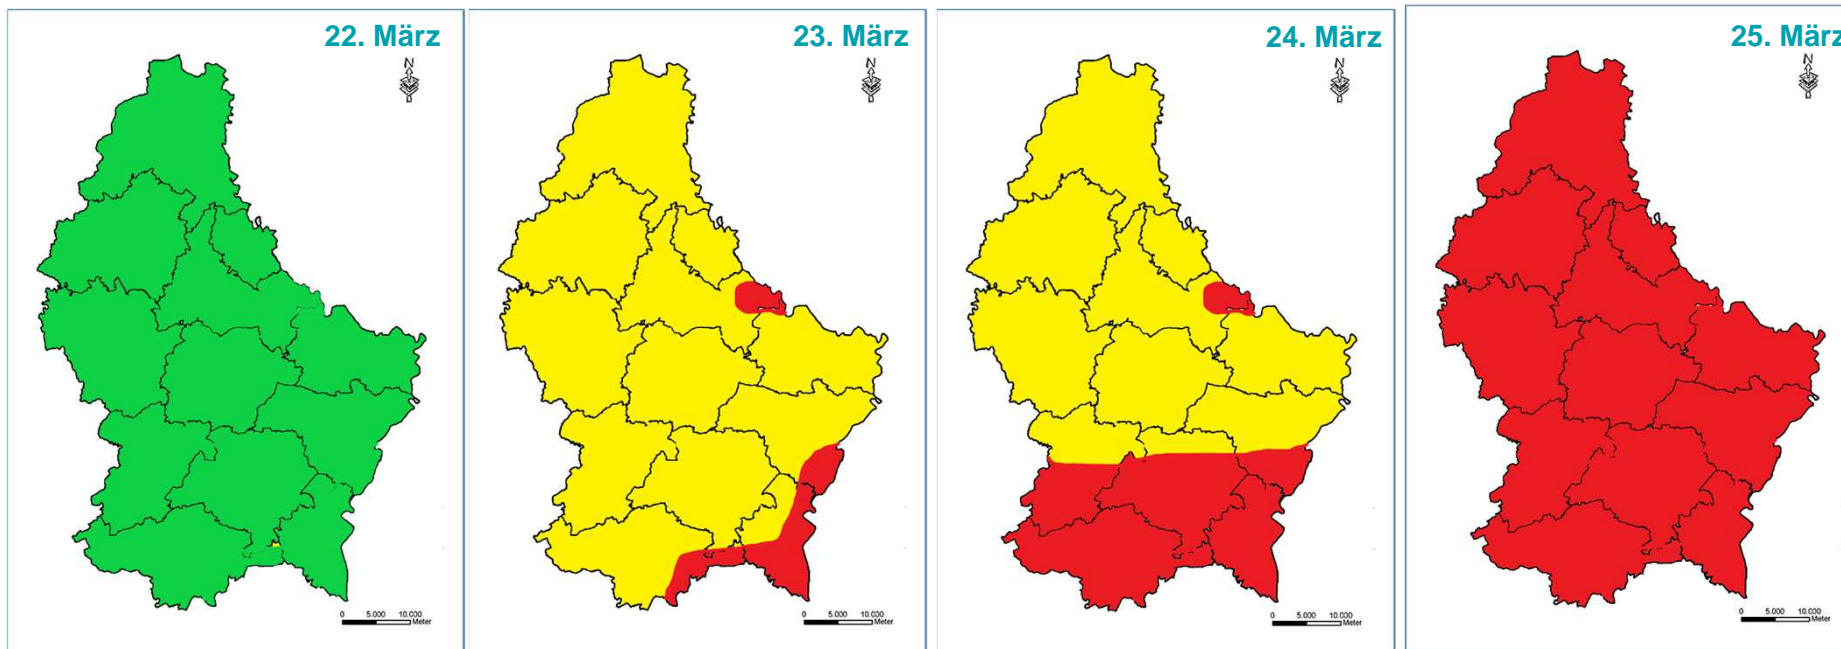 22. März
N
0 5.000 10.000
Meter
23. März
N
0 5.000 10.000
Meter
24. März
N
0 5.000 10.000
Meter
25. März
N
0 5.000 10.000
Meter